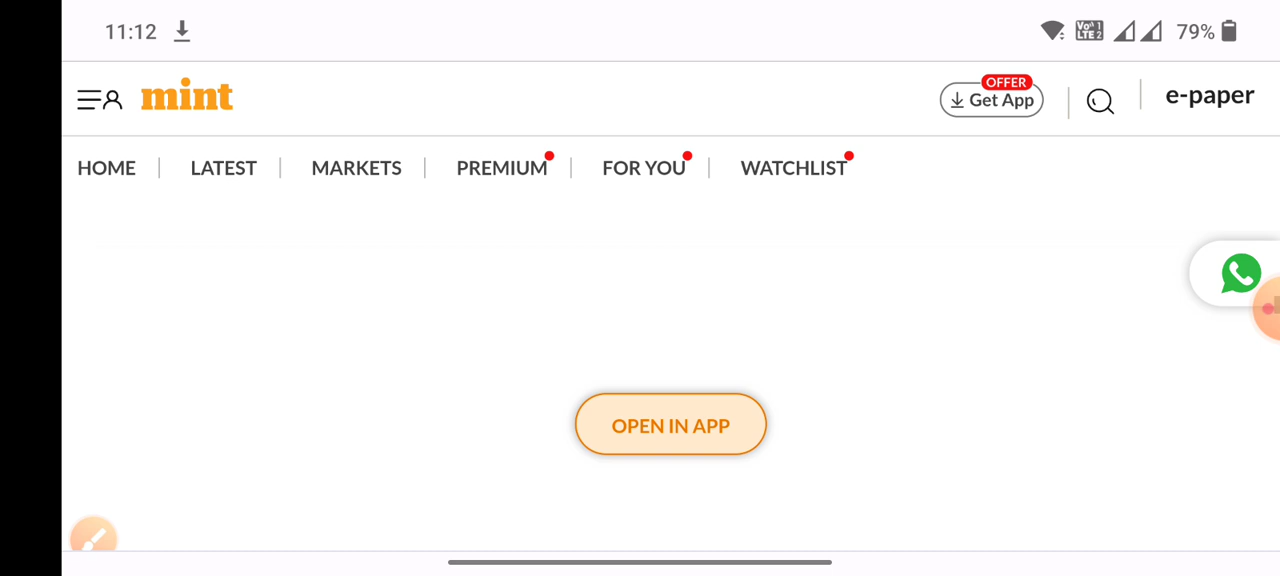 11:12 79%
mint OFFER Get App e-paper
HOME LATEST MARKETS PREMIUM FOR YOU WATCHLIST
OPEN IN APP